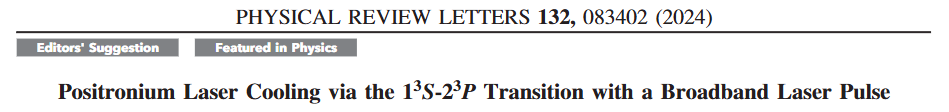 PHYSICAL REVIEW LETTERS 132, 083402 (2024)
Editors' Suggestion Featured in Physics
Positronium Laser Cooling via the 1³S-2³P Transition with a Broadband Laser Pulse